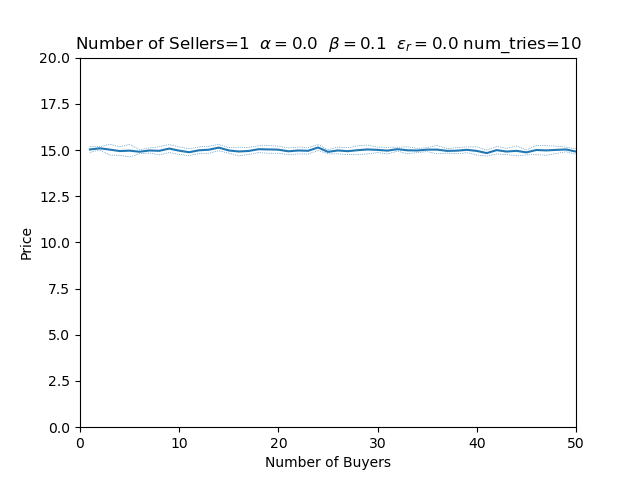 Number of Sellers=1 α = 0.0 β = 0.1 εᵣ = 0.0 num_tries=10
20.0
17.5
15.0
12.5
10.0
7.5
5.0
2.5
0.0
Price
0 10 20 30 40 50
Number of Buyers